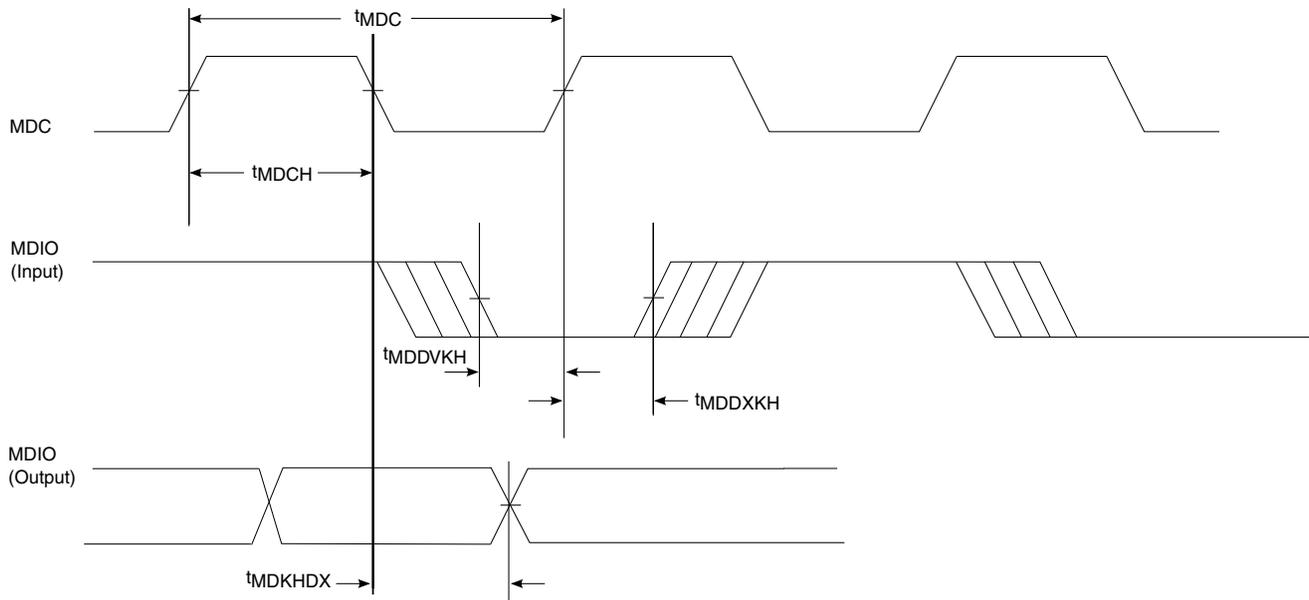 tMDC
MDC
tMDCH
MDIO
(Input)
tMDDVKH
tMDDXKH
MDIO
(Output)
tMDKHDX